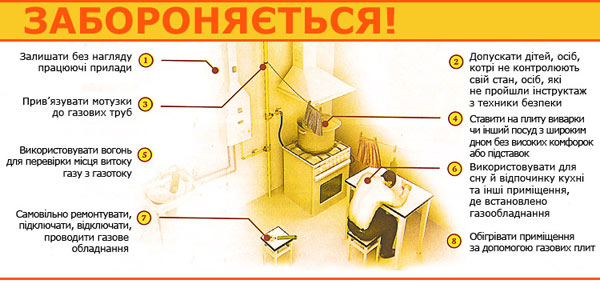 ЗАБОРОНЯЄТЬСЯ!
Залишати без нагляду
працюючі прилади
1
2
Допускати дітей, осіб,
котрі не контролюють
свій стан, осіб, які
не пройшли інструктаж
з техники безпеки
Прив'язувати мотузки
до газових труб
3
4
Ставити на плиту виварки
чи інший посуд з широким
дном без високих комфорок
або підставок
Використовувати вогонь
для перевірки місця витоку
газу з газотоку
5
6
Використовувати для
сну й відпочинку кухні
та інші приміщення,
де встановлено
газообладнання
Самовільно ремонтувати,
підключати, відключати,
проводити газове
обладнання
7
8
Обігрівати приміщення
за допомогою газових плит